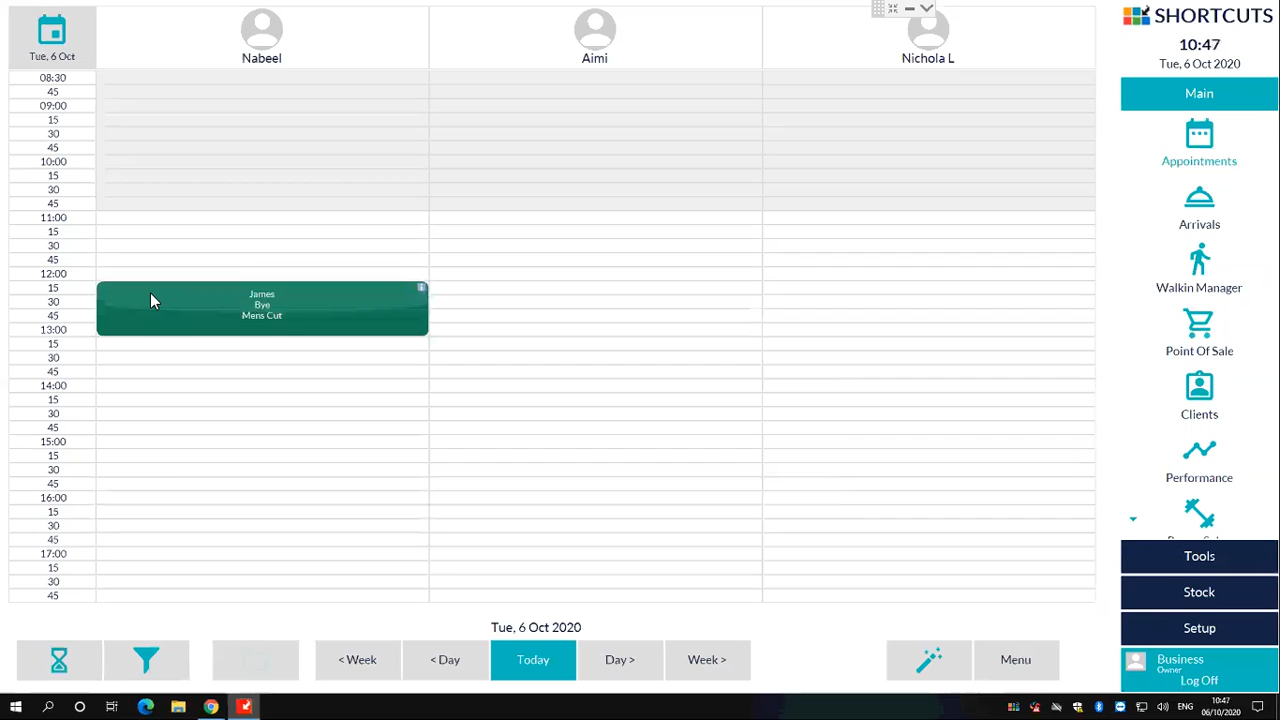 SHORTCUTS
10:47
Tue, 6 Oct 2020
Tue, 6 Oct
Nabeel
Aimi
Nichola L
08:30
45
09:00
15
30
45
10:00
15
30
45
11:00
15
30
45
12:00
15
30
45
13:00
15
30
45
14:00
15
30
45
15:00
15
30
45
16:00
15
30
45
17:00
15
30
45
James
Bye
Mens Cut
Main
Appointments
Arrivals
Walkin Manager
Point Of Sale
Clients
Performance
Tools
Stock
Setup
Business
Owner
Log Off
Tue, 6 Oct 2020
< Week
Day
Today
Day >
Week >
Menu
ENG
10:47
06/10/2020